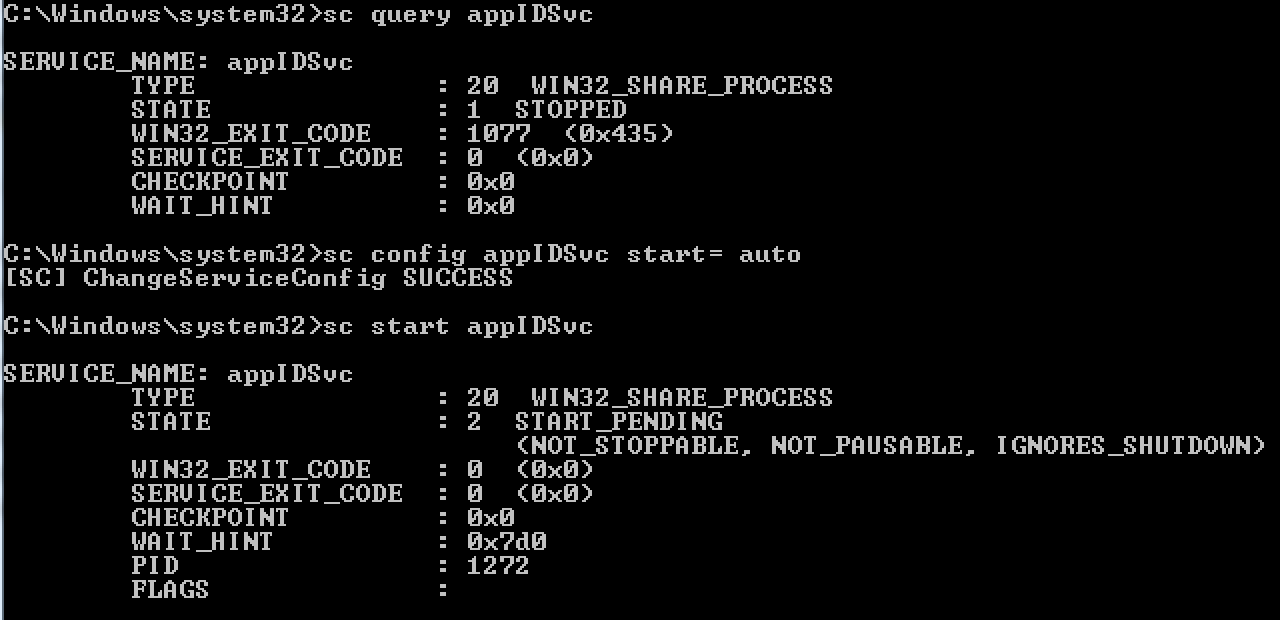 C:\Windows\system32>sc query appIDSvc
SERVICE_NAME: appIDSvc
TYPE : 20 WIN32_SHARE_PROCESS
STATE : 1 STOPPED
WIN32_EXIT_CODE : 1077 (0x435)
SERVICE_EXIT_CODE : 0 (0x0)
CHECKPOINT : 0x0
WAIT_HINT : 0x0
C:\Windows\system32>sc config appIDSvc start= auto
[SC] ChangeServiceConfig SUCCESS
C:\Windows\system32>sc start appIDSvc
SERVICE_NAME: appIDSvc
TYPE : 20 WIN32_SHARE_PROCESS
STATE : 2 START_PENDING
(NOT_STOPPABLE, NOT_PAUSABLE, IGNORES_SHUTDOWN)
WIN32_EXIT_CODE : 0 (0x0)
SERVICE_EXIT_CODE : 0 (0x0)
CHECKPOINT : 0x0
WAIT_HINT : 0x7d0
PID : 1272
FLAGS :